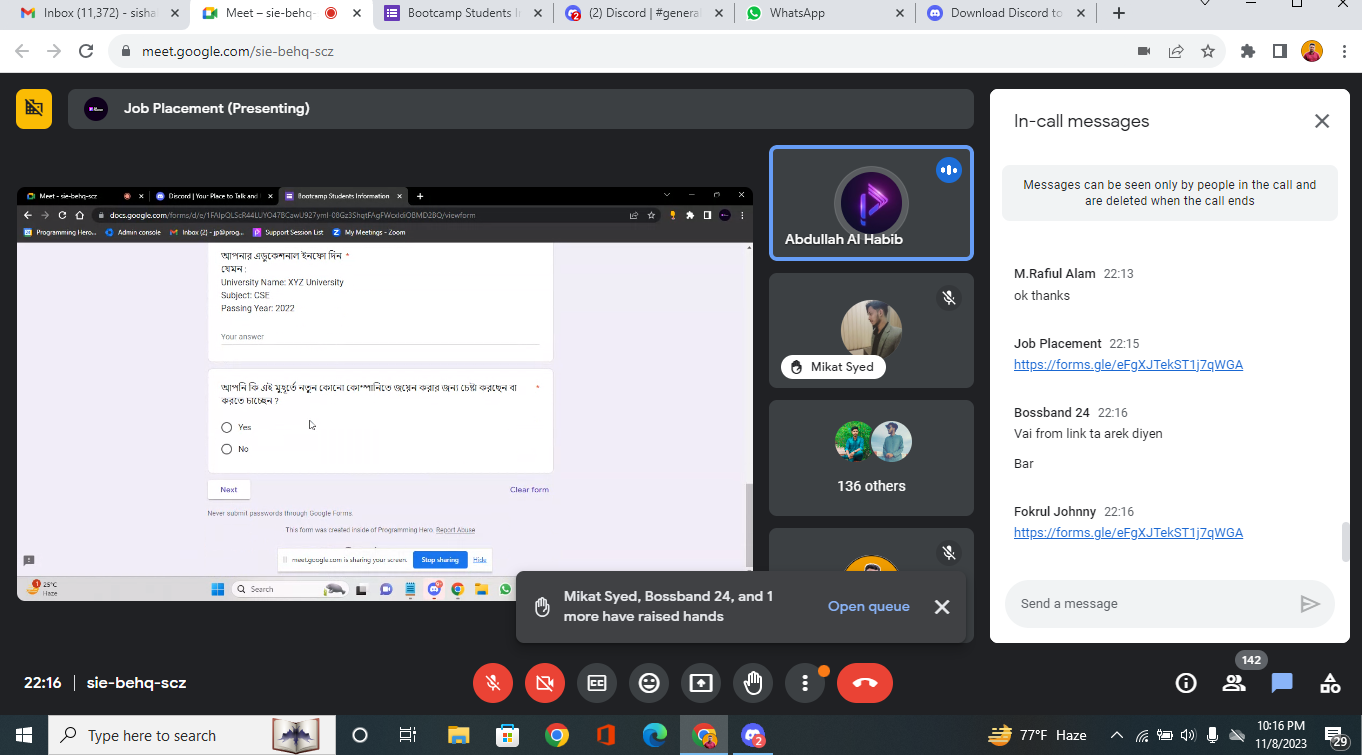 Inbox (11,372) - sisha
Meet – sie-behq-
Bootcamp Students I
(2) Discord | #general
WhatsApp
Download Discord to
meet.google.com/sie-behq-scz
Job Placement (Presenting)
Meet - sie-behq-scz
Discord | Your Place to Talk and
Bootcamp Students Information
docs.google.com/forms/d/e/
/viewform
Programming Hero...
Admin console
Inbox (2) - jp@prog...
Support Session List
My Meetings - Zoom
আপনার এডুকেশনাল ইনফো দিন *
যেমন :
University Name: XYZ University
Subject: CSE
Passing Year: 2022
Your answer
আপনি কি এই মুহূর্তে নতুন কোনো কোম্পানিতে জয়েন করার জন্য চেষ্টা করছেন বা *
করতে চাচ্ছেন ?
Yes
No
Next
Clear form
Never submit passwords through Google Forms.
This form was created inside of Programming Hero. Report Abuse
meet.google.com is sharing your screen.
Stop sharing
Hide
1
25°C
Haze
Search
Abdullah Al Habib
Mikat Syed
136 others
Mikat Syed, Bossband 24, and 1
more have raised hands
Open queue
In-call messages
Messages can be seen only by people in the call and
are deleted when the call ends
M.Rafiul Alam 22:13
ok thanks
Job Placement 22:15
https://forms.gle/eFgXJTekST1j7qWGA
Bossband 24 22:16
Vai from link ta arek diyen
Bar
Fokrul Johnny 22:16
https://forms.gle/eFgXJTekST1j7qWGA
Send a message
22:16 | sie-behq-scz
142
Type here to search
2
77°F Haze
10:16 PM
11/8/2023
29